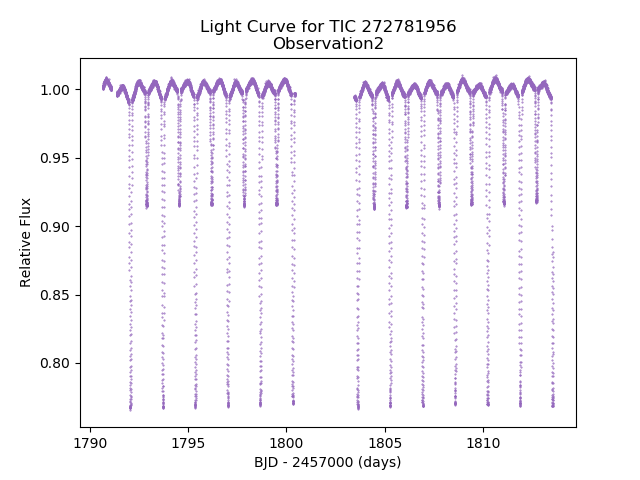 Light Curve for TIC 272781956
Observation2
1.00
0.95
0.90
0.85
0.80
Relative Flux
1790
1795
1800
1805
1810
BJD - 2457000 (days)